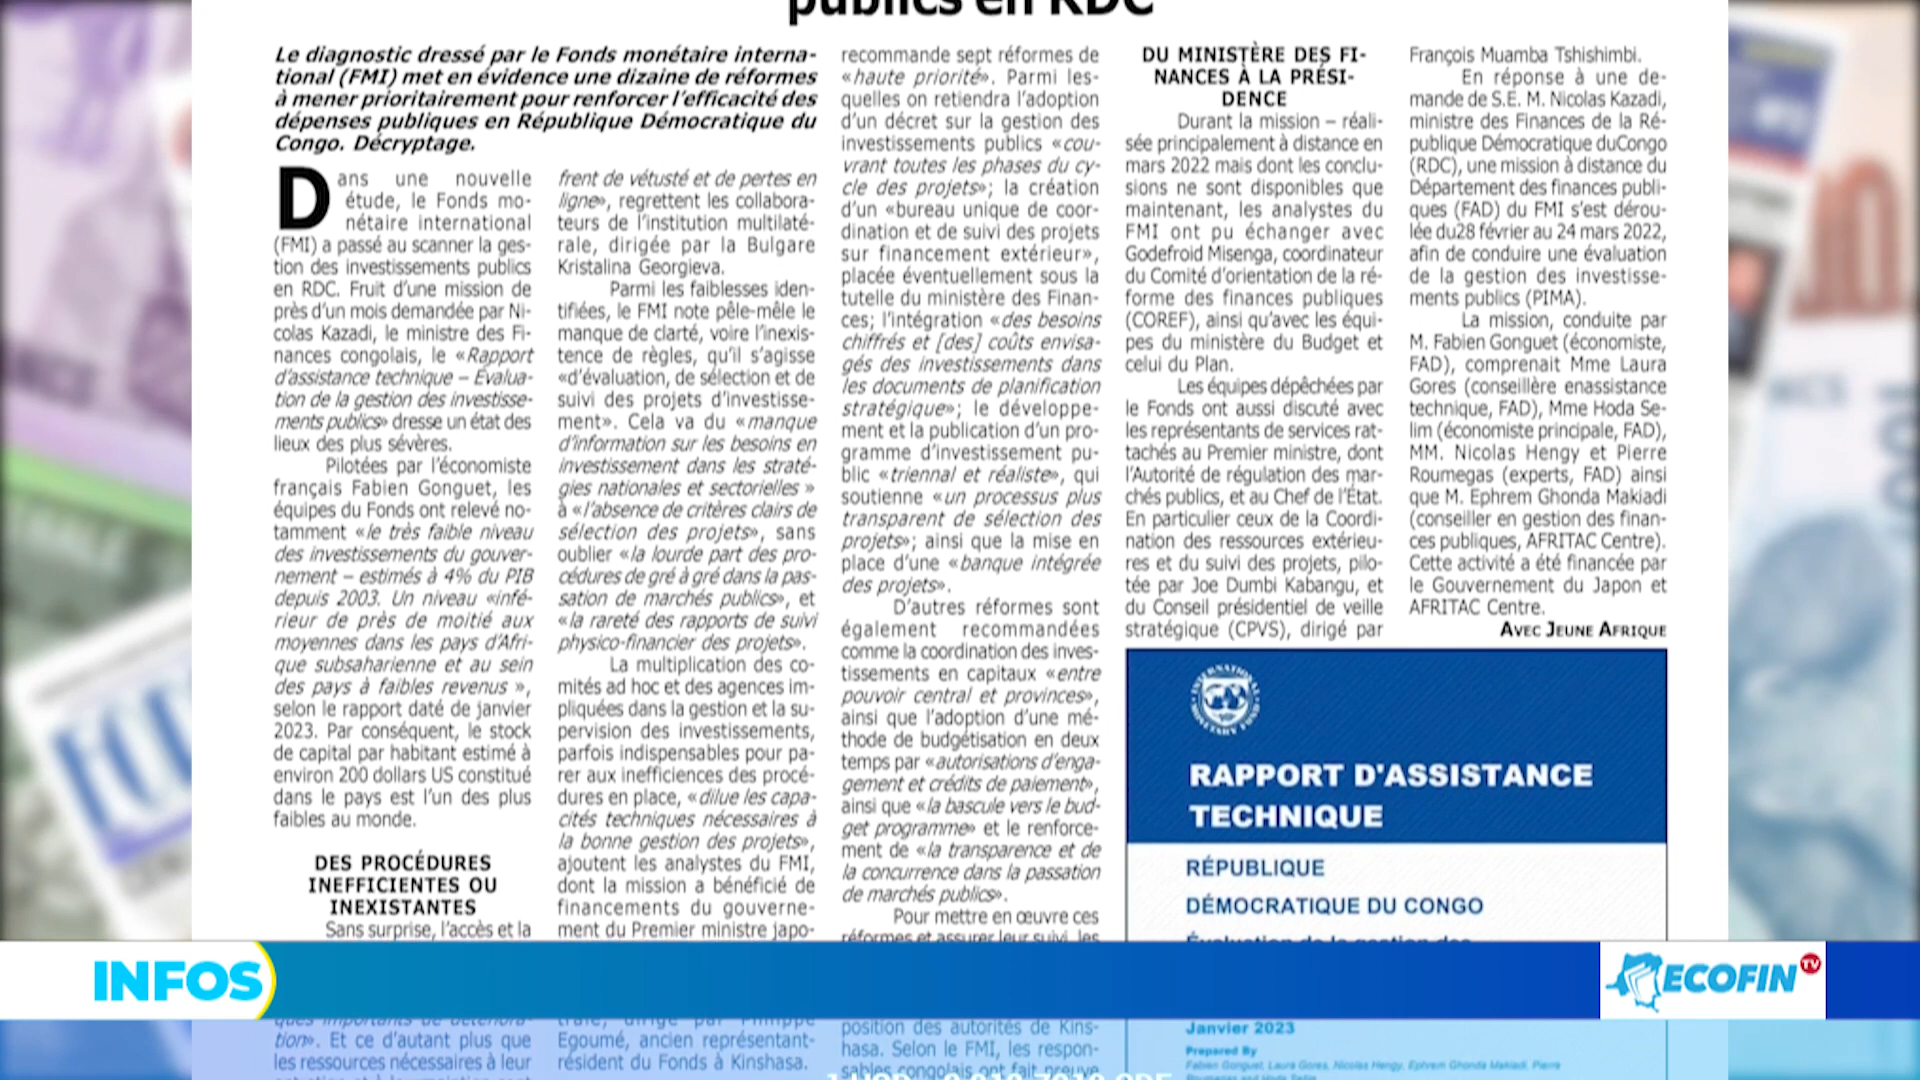 publics en RDC
Le diagnostic dressé par le Fonds monétaire interna-
tional (FMI) met en évidence une dizaine de réformes
à mener prioritairement pour renforcer l'efficacité des
dépenses publiques en République Démocratique du
Congo. Décryptage.
Dans une nouvelle
étude, le Fonds mo-
nétaire international
(FMI) a passé au scanner la ges-
tion des investissements publics
en RDC. Fruit d'une mission de
près d'un mois demandée par Ni-
colas Kazadi, le ministre des Fi-
nances congolais, le «Rapport
d'assistance technique – Évalua-
tion de la gestion des investisse-
ments publics» dresse un état des
lieux des plus sévères.
Pilotées par l'économiste
français Fabien Gonguet, les
équipes du Fonds ont relevé no-
tamment «le très faible niveau
des investissements du gouver-
nement – estimés à 4% du PIB
depuis 2003. Un niveau «infé-
rieur de près de moitié aux
moyennes dans les pays d'Afri-
que subsaharienne et au sein
des pays à faibles revenus »,
selon le rapport daté de janvier
2023. Par conséquent, le stock
de capital par habitant estimé à
environ 200 dollars US constitué
dans le pays est l'un des plus
faibles au monde.
DES PROCÉDURES
INEFFICIENTES OU
INEXISTANTES
Sans surprise, l'accès et la
ques importants de détériora-
tion». Et ce d'autant plus que
les ressources nécessaires à leur
frent de vétusté et de pertes en
ligne», regrettent les collabora-
teurs de l'institution multilaté-
rale, dirigée par la Bulgare
Kristalina Georgieva.
Parmi les faiblesses iden-
tifiées, le FMI note pêle-mêle le
manque de clarté, voire l'inexis-
tence de règles, qu'il s'agisse
«d'évaluation, de sélection et de
suivi des projets d'investisse-
ment». Cela va du «manque
d'information sur les besoins en
investissement dans les straté-
gies nationales et sectorielles »
à «l'absence de critères clairs de
sélection des projets», sans
oublier «la lourde part des pro-
cédures de gré à gré dans la pas-
sation de marchés publics», et
«la rareté des rapports de suivi
physico-financier des projets».
La multiplication des co-
mités ad hoc et des agences im-
pliquées dans la gestion et la su-
pervision des investissements,
parfois indispensables pour pa-
rer aux inefficiences des procé-
dures en place, «dilue les capa-
cités techniques nécessaires à
la bonne gestion des projets»,
ajoutent les analystes du FMI,
dont la mission a bénéficié de
financements du gouverne-
ment du Premier ministre japo-
traie, dirigé par Philippe
Egoumé, ancien représentant-
résident du Fonds à Kinshasa.
recommande sept réformes de
«haute priorité». Parmi les-
quelles on retiendra l'adoption
d'un décret sur la gestion des
investissements publics «cou-
vrant toutes les phases du cy-
cle des projets»; la création
d'un «bureau unique de coor-
dination et de suivi des projets
sur financement extérieur»,
placée éventuellement sous la
tutelle du ministère des Finan-
ces; l'intégration «des besoins
chiffrés et [des] coûts envisa-
gés des investissements dans
les documents de planification
stratégique»; le développe-
ment et la publication d'un pro-
gramme d'investissement pu-
blic «triennal et réaliste», qui
soutienne «un processus plus
transparent de sélection des
projets»; ainsi que la mise en
place d'une «banque intégrée
des projets».
D'autres réformes sont
également recommandées
comme la coordination des inves-
tissements en capitaux «entre
pouvoir central et provinces»,
ainsi que l'adoption d'une mé-
thode de budgétisation en deux
temps par «autorisations d'enga-
gement et crédits de paiement»,
ainsi que «la bascule vers le bud-
get programme» et le renforce-
ment de «la transparence et de
la concurrence dans la passation
de marchés publics».
Pour mettre en œuvre ces
réformes et assurer leur suivi, les
position des autorités de Kins-
hasa. Selon le FMI, les respon-
sables congolais ont fait preuve
DU MINISTÈRE DES FI-
NANCES À LA PRÉSI-
DENCE
Durant la mission – réali-
sée principalement à distance en
mars 2022 mais dont les conclu-
sions ne sont disponibles que
maintenant, les analystes du
FMI ont pu échanger avec
Godefroid Misenga, coordinateur
du Comité d'orientation de la ré-
forme des finances publiques
(COREF), ainsi qu'avec les équi-
pes du ministère du Budget et
celui du Plan.
Les équipes dépêchées par
le Fonds ont aussi discuté avec
les représentants de services rat-
tachés au Premier ministre, dont
l'Autorité de régulation des mar-
chés publics, et au Chef de l'État.
En particulier ceux de la Coordi-
nation des ressources extérieu-
res et du suivi des projets, pilo-
tée par Joe Dumbi Kabangu, et
du Conseil présidentiel de veille
stratégique (CPVS), dirigé par
François Muamba Tshishimbi.
En réponse à une de-
mande de S.E. M. Nicolas Kazadi,
ministre des Finances de la Ré-
publique Démocratique duCongo
(RDC), une mission à distance du
Département des finances publi-
ques (FAD) du FMI s'est dérou-
lée du28 février au 24 mars 2022,
afin de conduire une évaluation
de la gestion des investisse-
ments publics (PIMA).
La mission, conduite par
M. Fabien Gonguet (économiste,
FAD), comprenait Mme Laura
Gores (conseillère enassistance
technique, FAD), Mme Hoda Se-
lim (économiste principale, FAD),
MM. Nicolas Hengy et Pierre
Roumegas (experts, FAD) ainsi
que M. Ephrem Ghonda Makiadi
(conseiller en gestion des finan-
ces publiques, AFRITAC Centre).
Cette activité a été financée par
le Gouvernement du Japon et
AFRITAC Centre.
AVEC JEUNE AFRIQUE
INTERNATIONAL MONETARY FUND
RAPPORT D'ASSISTANCE
TECHNIQUE
RÉPUBLIQUE
DÉMOCRATIQUE DU CONGO
Évaluation de la gestion des
Janvier 2023
Prepared By
Fabien Gonguet, Laura Gores, Nicolas Hengy, Ephrem Ghonda Makiadi, Pierre
INFOS
ECOFIN TV